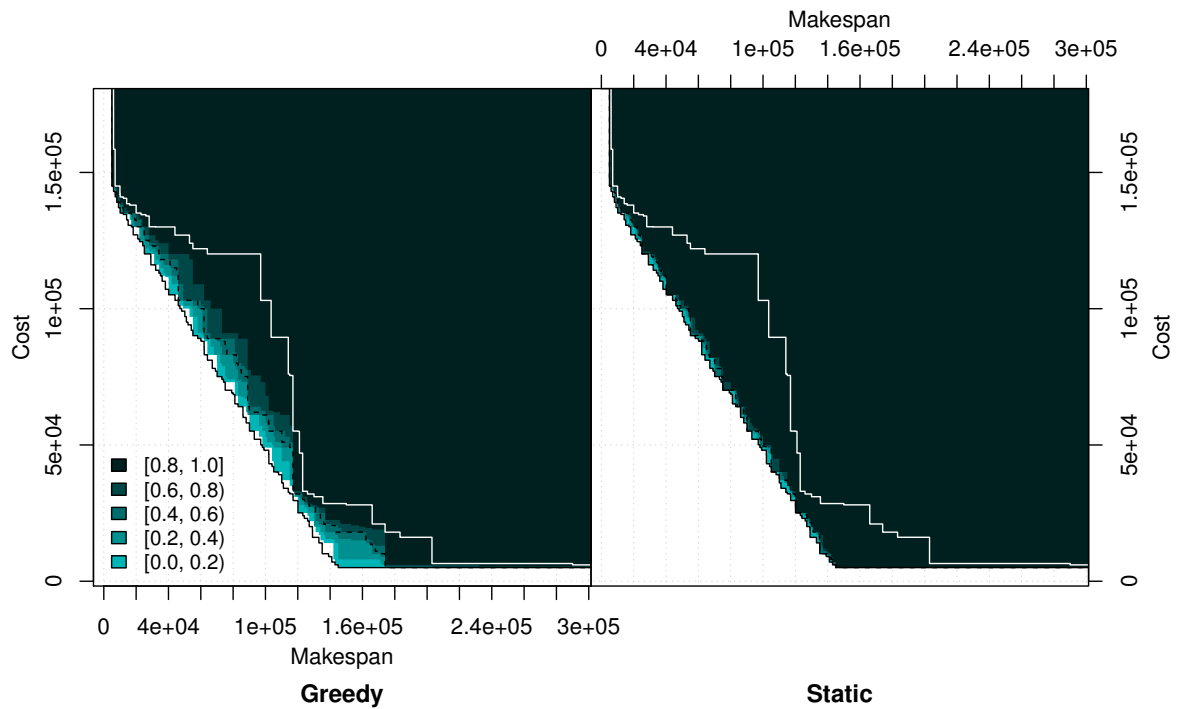 Makespan
0 4e+04 1e+05 1.6e+05 2.4e+05 3e+05
Cost
0 5e+04 1e+05 1.5e+05
[0.8, 1.0]
[0.6, 0.8)
[0.4, 0.6)
[0.2, 0.4)
[0.0, 0.2)
0 5e+04 1e+05 1.5e+05
Cost
0 4e+04 1e+05 1.6e+05 2.4e+05 3e+05
Makespan
Greedy
Static